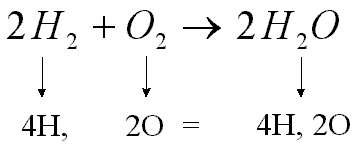 2H₂ + O₂ → 2H₂O
4H, 2O = 4H, 2O